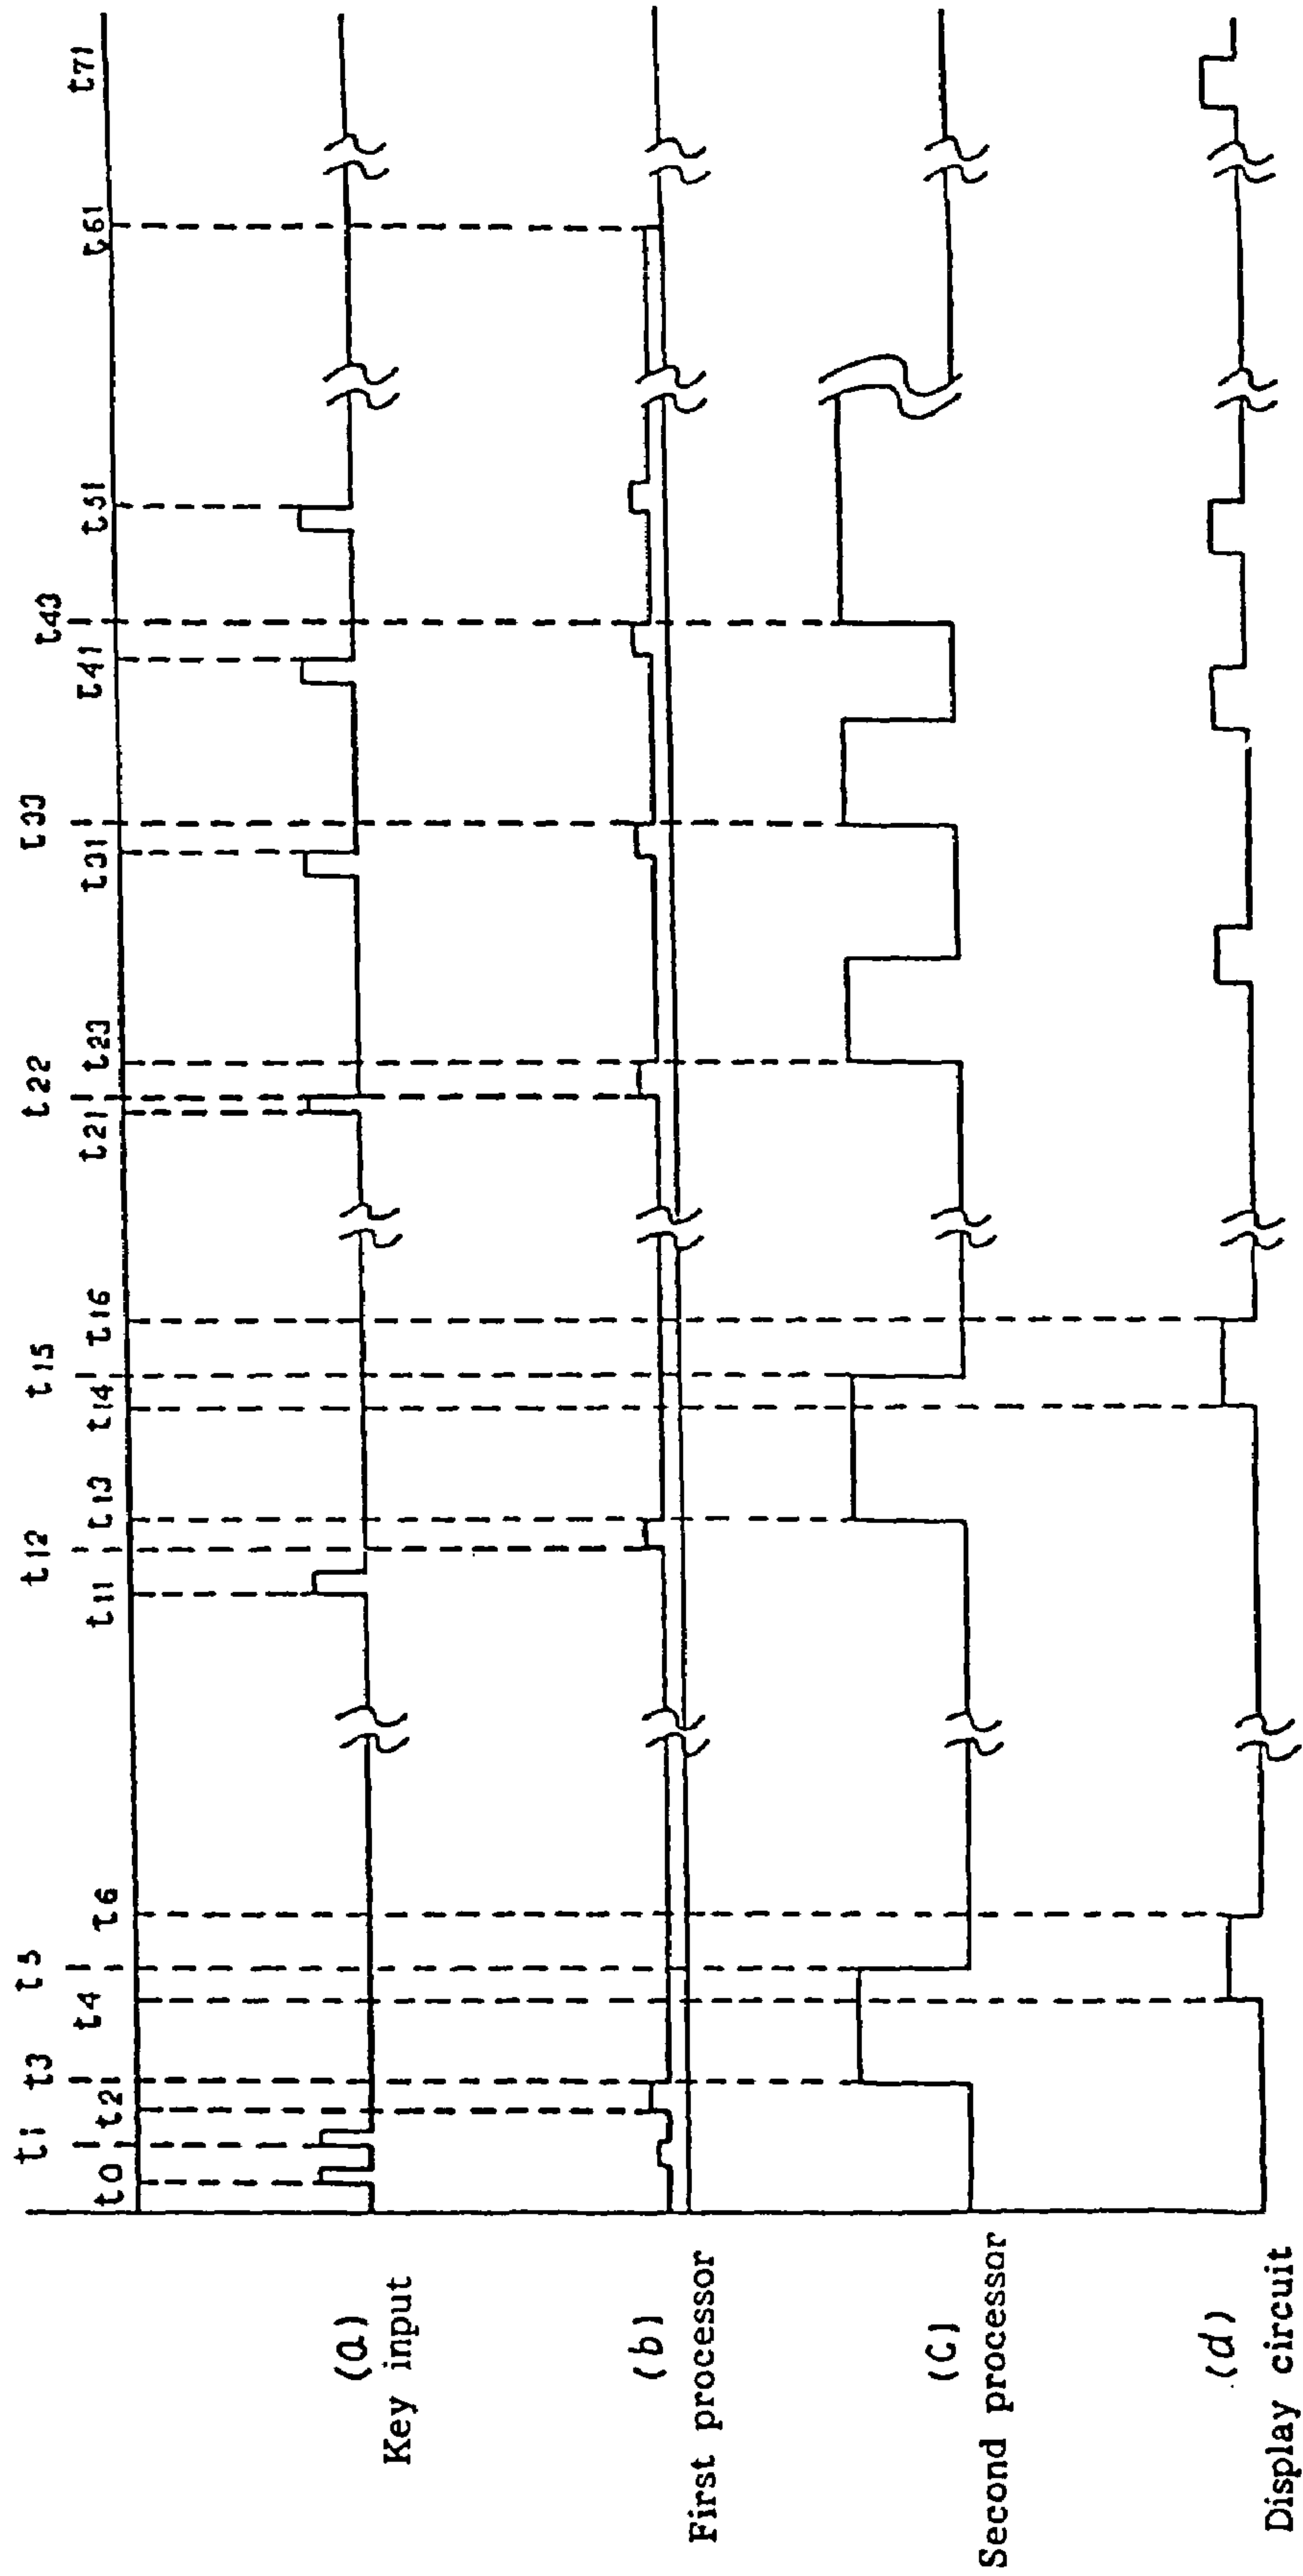 t1 t3 t5 t12 t15 t22 t33 t43
t0 t2 t4 t6 t11 t13 t14 t16 t21 t23 t31 t41 t51 t61 t71
(a)
Key input
(b)
First processor
(C)
Second processor
(d)
Display circuit